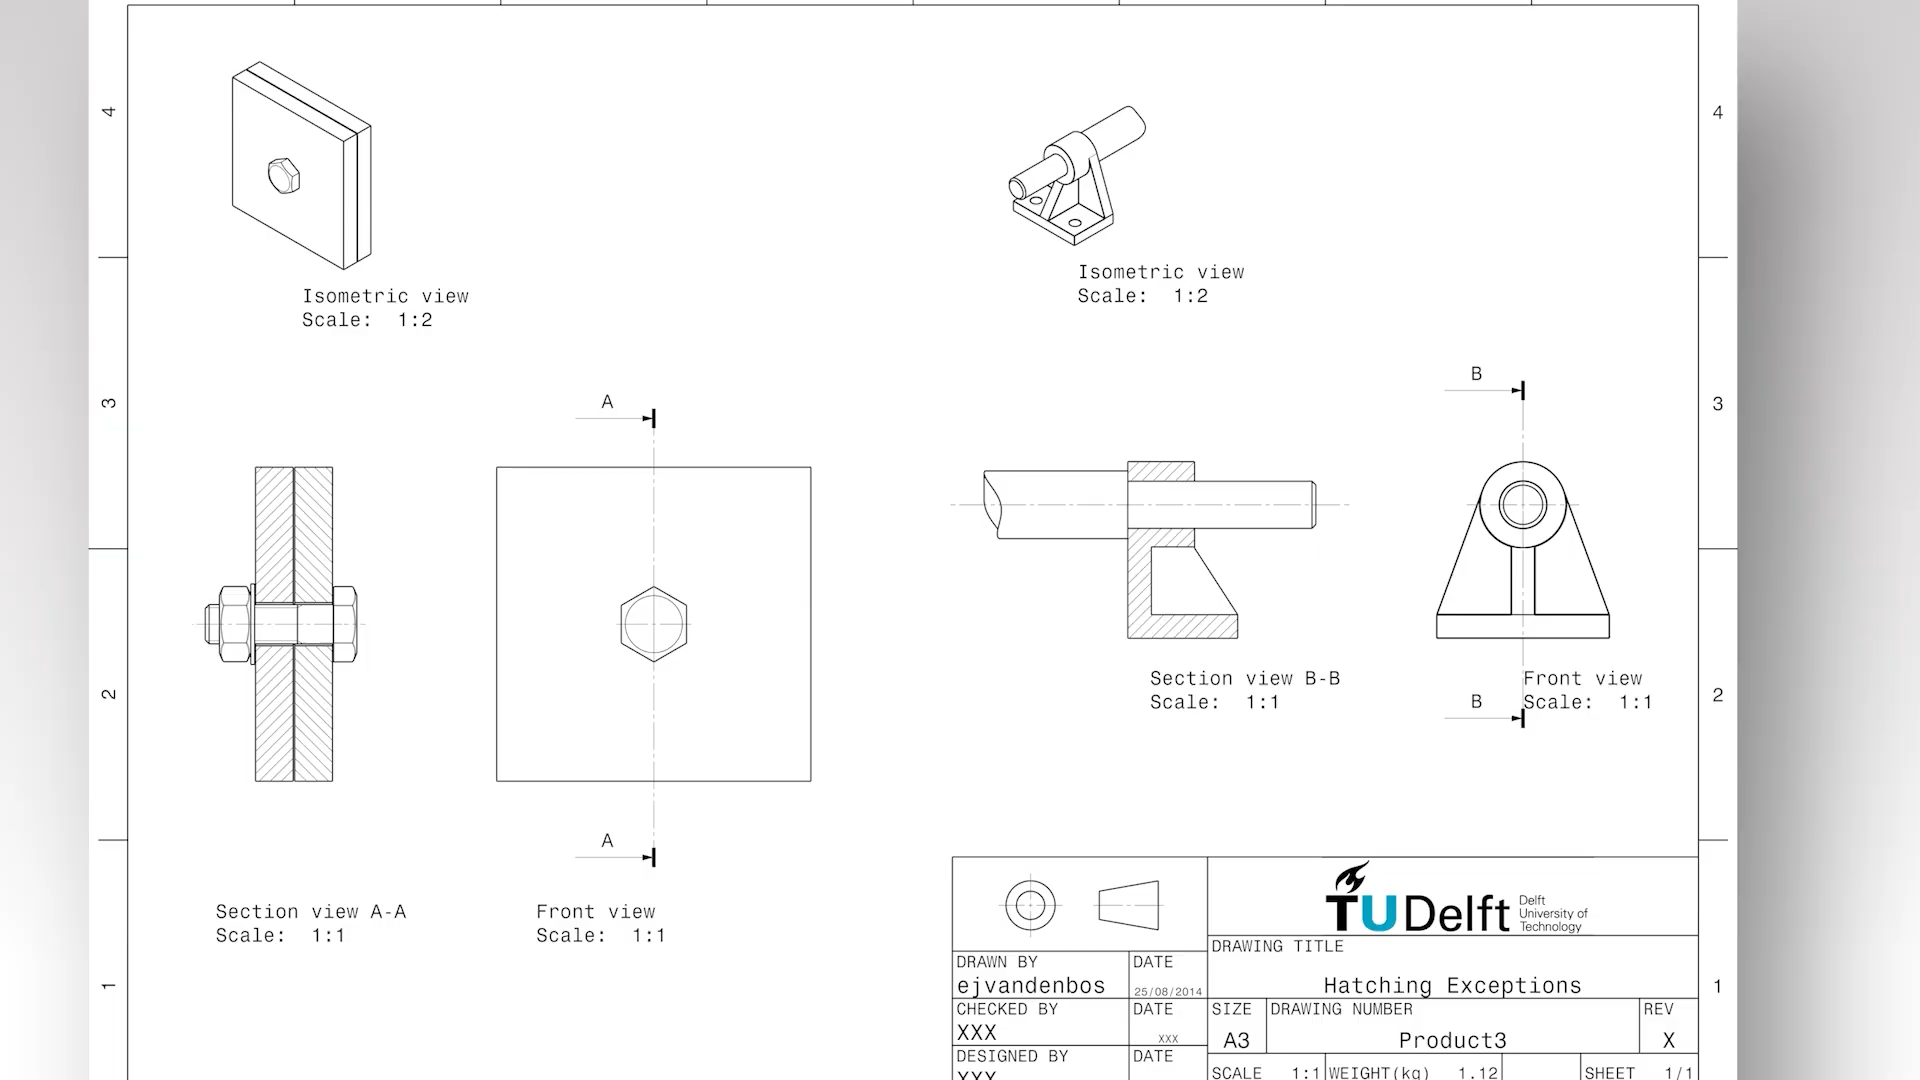 4
4
Isometric view
Scale: 1:2
Isometric view
Scale: 1:2
B
3
A
3
Section view B-B
Scale: 1:1
Front view
Scale: 1:1
2
B
2
A
Section view A-A
Scale: 1:1
Front view
Scale: 1:1
TUDelft
Delft
University of
Technology
DRAWING TITLE
Hatching Exceptions
DRAWN BY
ejvandenbos
DATE
25/08/2014
1
1
CHECKED BY
XXX
DATE
XXX
SIZE
A3
DRAWING NUMBER
Product3
REV
X
DESIGNED BY
XXX
DATE
SCALE 1:1
WEIGHT(kg) 1.12
SHEET 1/1